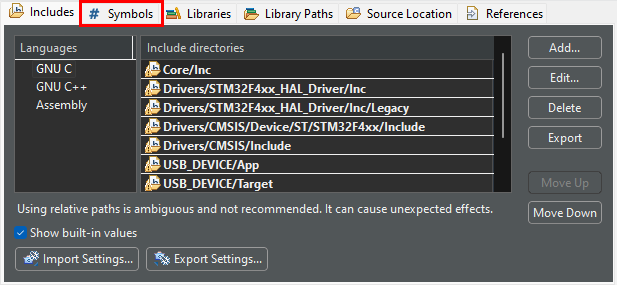 Includes # Symbols Libraries Library Paths Source Location References
Languages Include directories Add...
GNU C Core/Inc
GNU C++ Drivers/STM32F4xx_HAL_Driver/Inc Edit...
Assembly Drivers/STM32F4xx_HAL_Driver/Inc/Legacy Delete
Drivers/CMSIS/Device/ST/STM32F4xx/Include
Drivers/CMSIS/Include Export
USB_DEVICE/App
USB_DEVICE/Target Move Up
Using relative paths is ambiguous and not recommended. It can cause unexpected effects. Move Down
Show built-in values
Import Settings... Export Settings...